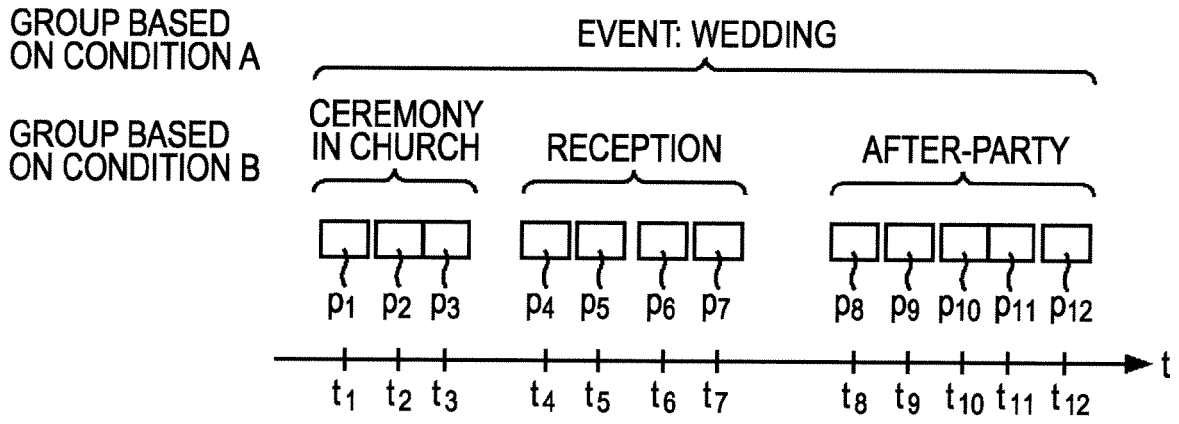 GROUP BASED
ON CONDITION A
EVENT: WEDDING
GROUP BASED
ON CONDITION B
CEREMONY
IN CHURCH
RECEPTION
AFTER-PARTY
p1 p2 p3 p4 p5 p6 p7 p8 p9 p10 p11 p12
t
t1 t2 t3 t4 t5 t6 t7 t8 t9 t10 t11 t12